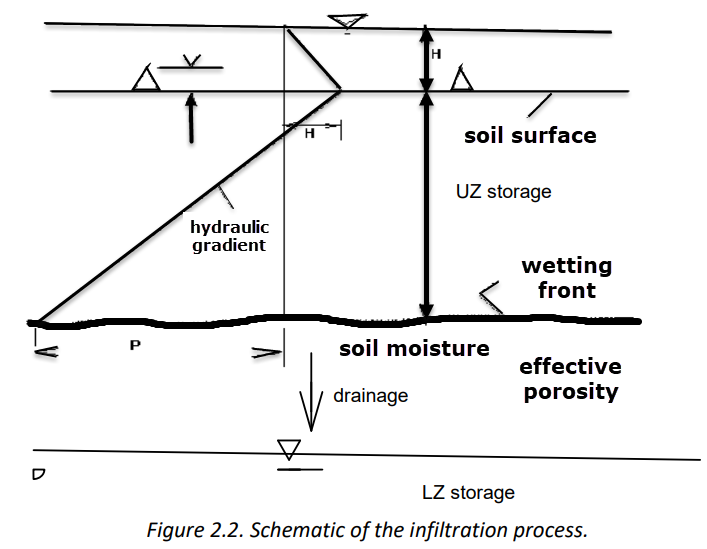 H
soil surface
H
UZ storage
hydraulic
gradient
wetting
front
P
soil moisture
effective
porosity
drainage
D
LZ storage
Figure 2.2. Schematic of the infiltration process.